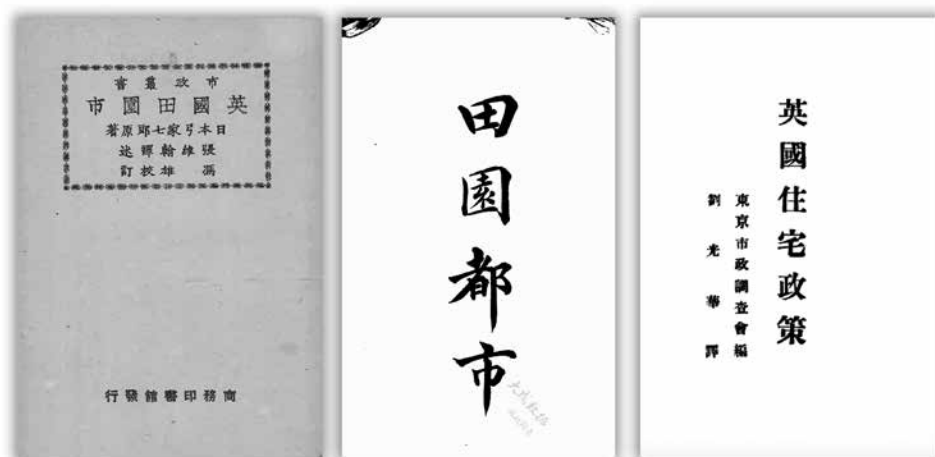 市政叢書
英國田園市
日本弓家七郎原著
張維翰譯述
馮雄校訂
商務印書館發行
田園都市
英國住宅政策
東京市政調查會編
劉光華譯